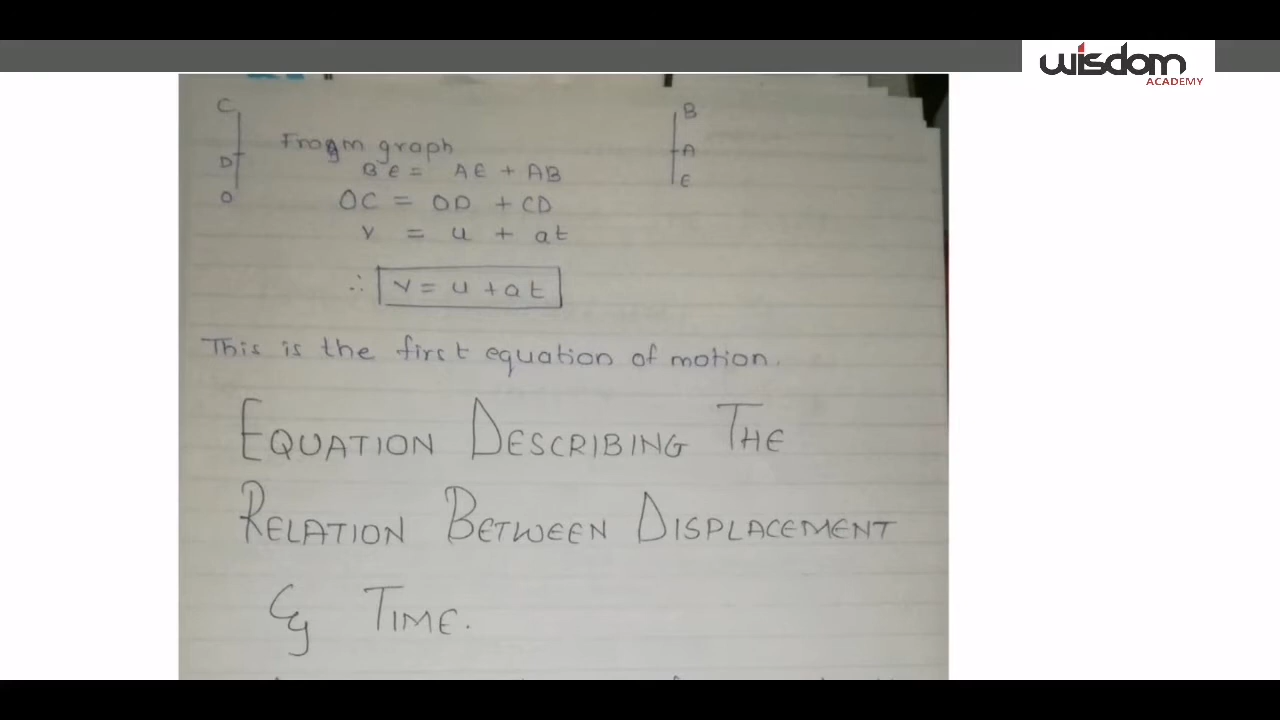 wisdom
ACADEMY
C
B
From graph
D
A
BE = AE + AB
E
O
OC = OD + CD
v = u + at
∴ v = u + at
This is the first equation of motion.
EQUATION DESCRIBING THE
RELATION BETWEEN DISPLACEMENT
& TIME.